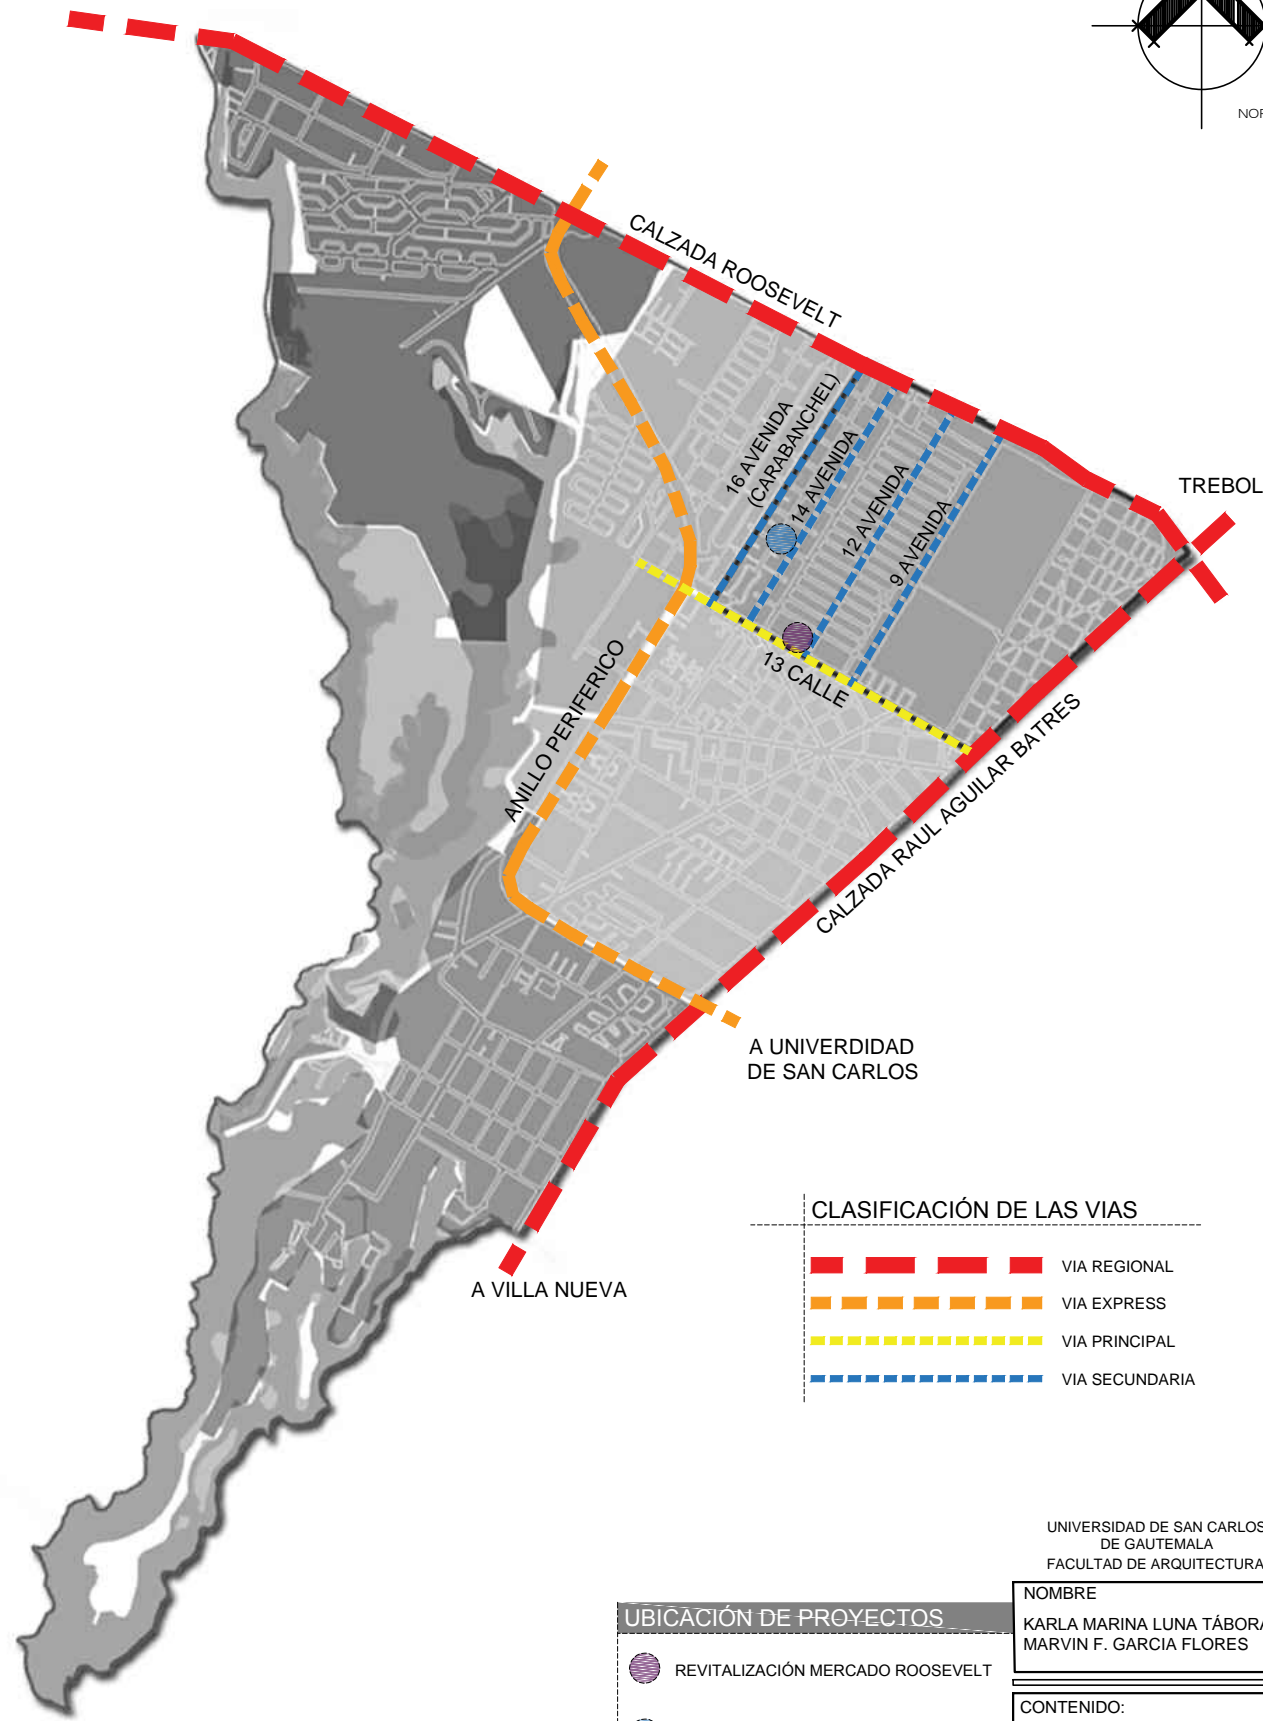 NOR
CALZADA ROOSEVELT
16 AVENIDA
(CARABANCHEL)
14 AVENIDA
12 AVENIDA
9 AVENIDA
TREBOL
13 CALLE
ANILLO PERIFERICO
CALZADA RAUL AGUILAR BATRES
A UNIVERDIDAD
DE SAN CARLOS
A VILLA NUEVA
CLASIFICACIÓN DE LAS VIAS
VIA REGIONAL
VIA EXPRESS
VIA PRINCIPAL
VIA SECUNDARIA
UNIVERSIDAD DE SAN CARLOS
DE GAUTEMALA
FACULTAD DE ARQUITECTURA
NOMBRE
KARLA MARINA LUNA TÁBORA
MARVIN F. GARCIA FLORES
CONTENIDO:
UBICACIÓN DE PROYECTOS
REVITALIZACIÓN MERCADO ROOSEVELT